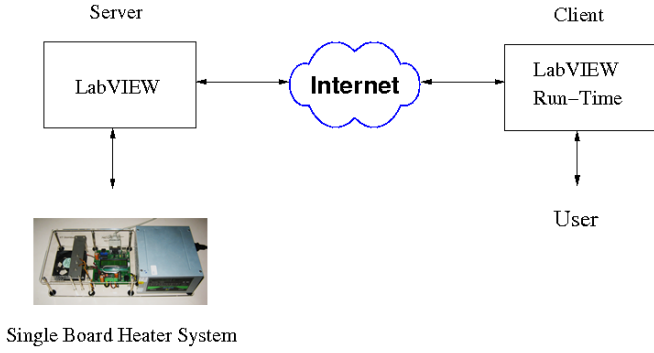 Server
Client
LabVIEW
Internet
LabVIEW
Run-Time
User
Single Board Heater System